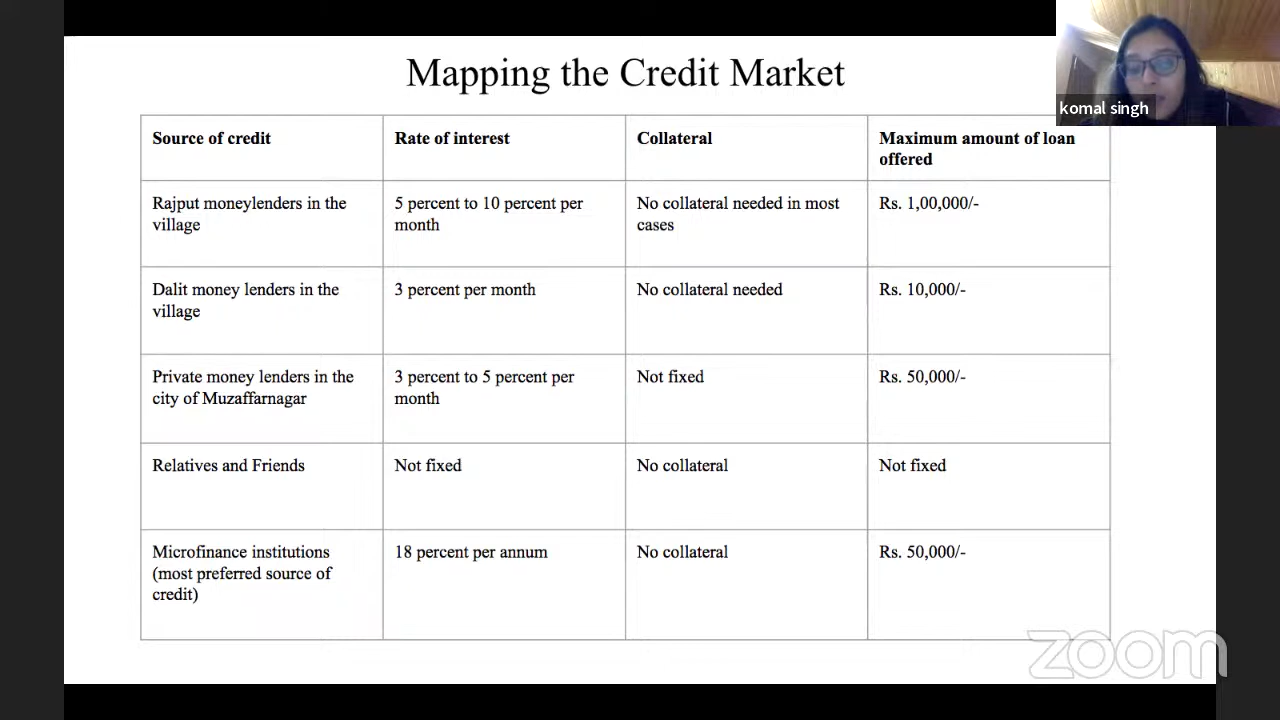 Mapping the Credit Market
komal singh
Source of credit
Rate of interest
Collateral
Maximum amount of loan
offered
Rajput moneylenders in the
village
5 percent to 10 percent per
month
No collateral needed in most
cases
Rs. 1,00,000/-
Dalit money lenders in the
village
3 percent per month
No collateral needed
Rs. 10,000/-
Private money lenders in the
city of Muzaffarnagar
3 percent to 5 percent per
month
Not fixed
Rs. 50,000/-
Relatives and Friends
Not fixed
No collateral
Not fixed
Microfinance institutions
(most preferred source of
credit)
18 percent per annum
No collateral
Rs. 50,000/-
zoom